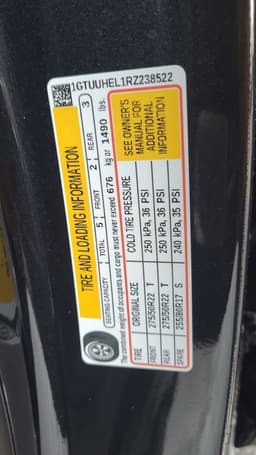 1GTUUHEL1RZ238522
TIRE AND LOADING INFORMATION
SEATING CAPACITY TOTAL 5 FRONT 2 REAR 3
The combined weight of occupants and cargo must never exceed 676 kg or 1490 lbs.
TIRE ORIGINAL SIZE COLD TIRE PRESSURE
FRONT 275/50R22 T 250 kPa, 36 PSI
REAR 275/50R22 T 250 kPa, 36 PSI
SPARE 255/80R17 S 240 kPa, 35 PSI
SEE OWNER'S
MANUAL FOR
ADDITIONAL
INFORMATION